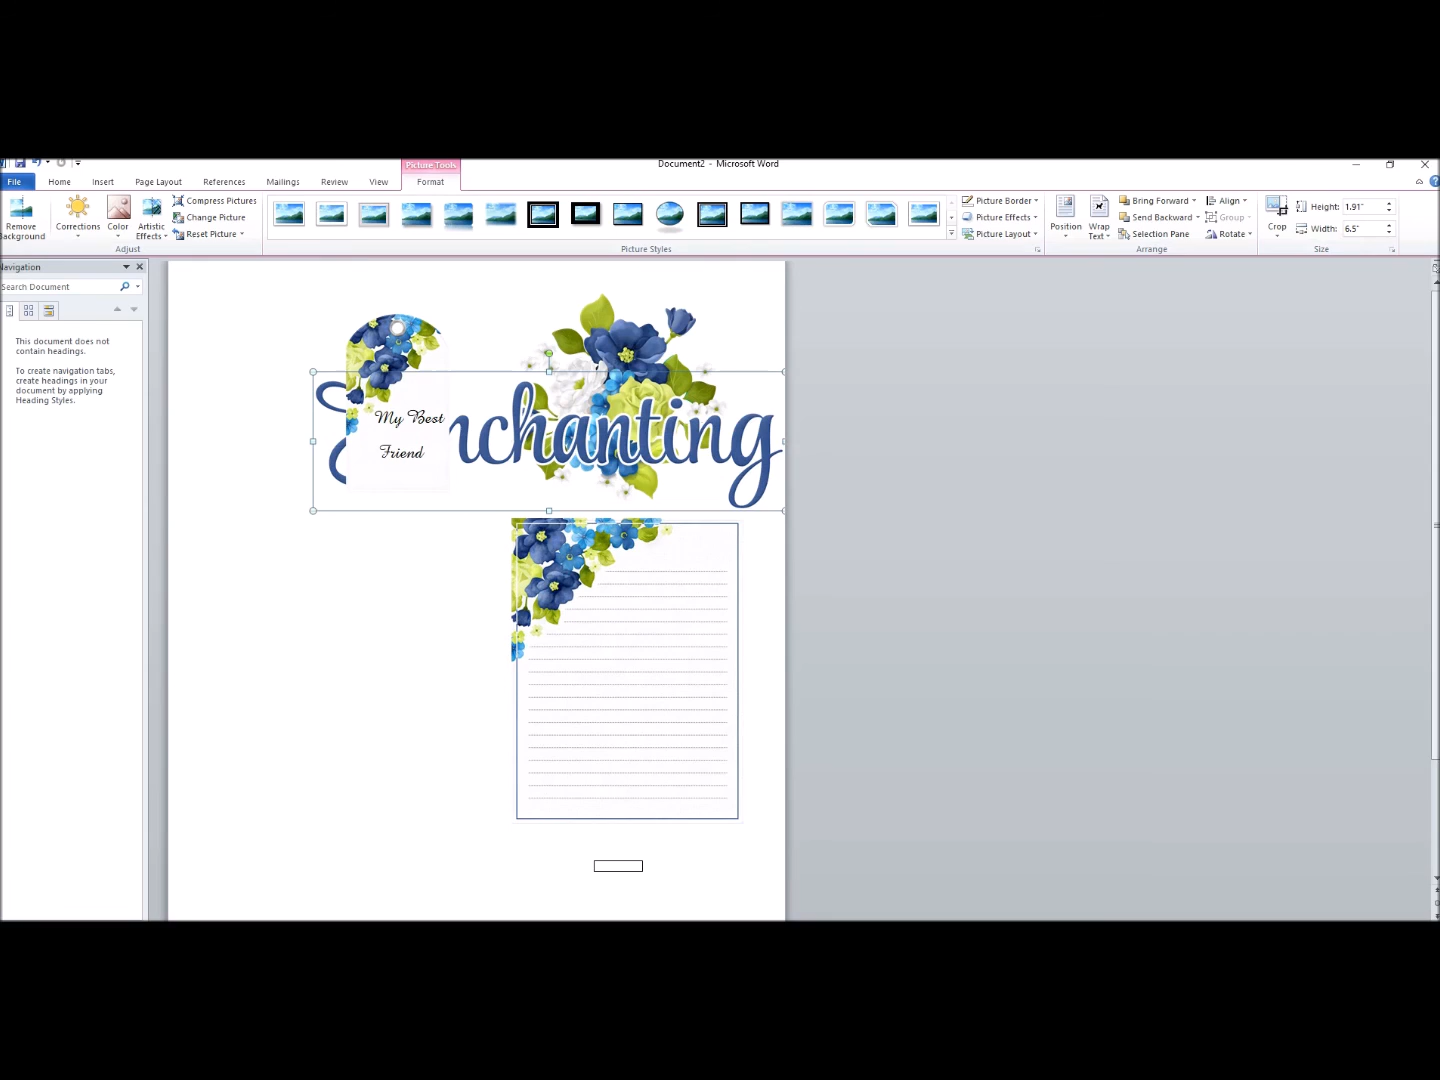 Picture Tools
Document2 - Microsoft Word
File Home Insert Page Layout References Mailings Review View Format
Remove
Background
Corrections
Color
Artistic
Effects
Compress Pictures
Change Picture
Reset Picture
Adjust
Picture Styles
Picture Border
Picture Effects
Picture Layout
Position
Wrap
Text
Bring Forward
Send Backward
Selection Pane
Align
Group
Rotate
Arrange
Crop
Height: 1.91"
Width: 6.5"
Size
Navigation
Search Document
This document does not
contain headings.
To create navigation tabs,
create headings in your
document by applying
Heading Styles.
My Best
Friend
nchanting